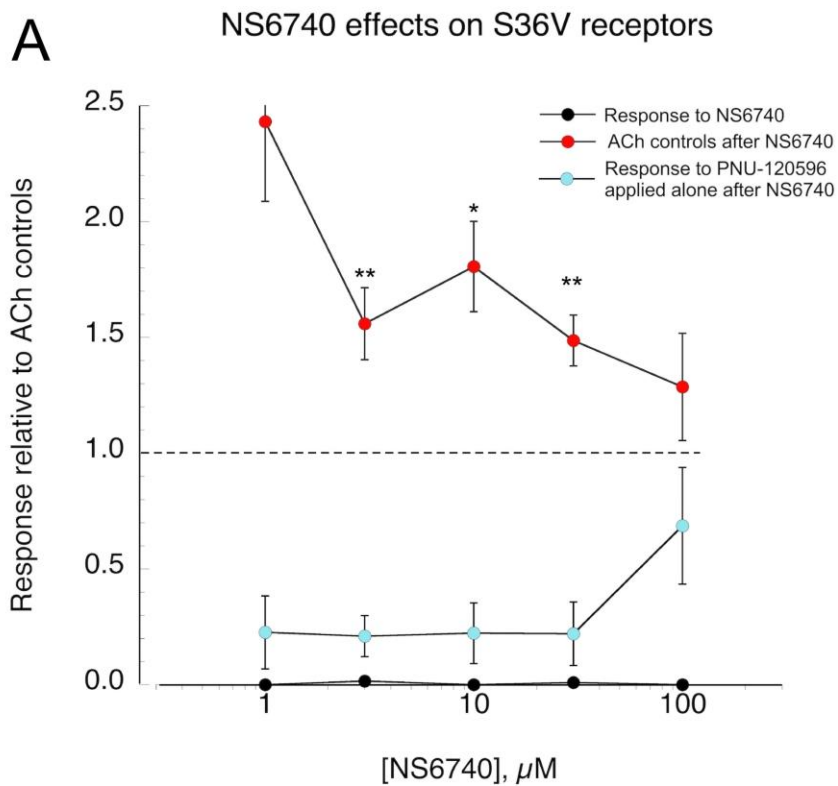 A
NS6740 effects on S36V receptors
Response to NS6740
ACh controls after NS6740
Response to PNU-120596
applied alone after NS6740
Response relative to ACh controls
2.5
2.0
1.5
1.0
0.5
0.0
**
*
**
1 10 100
[NS6740], µM